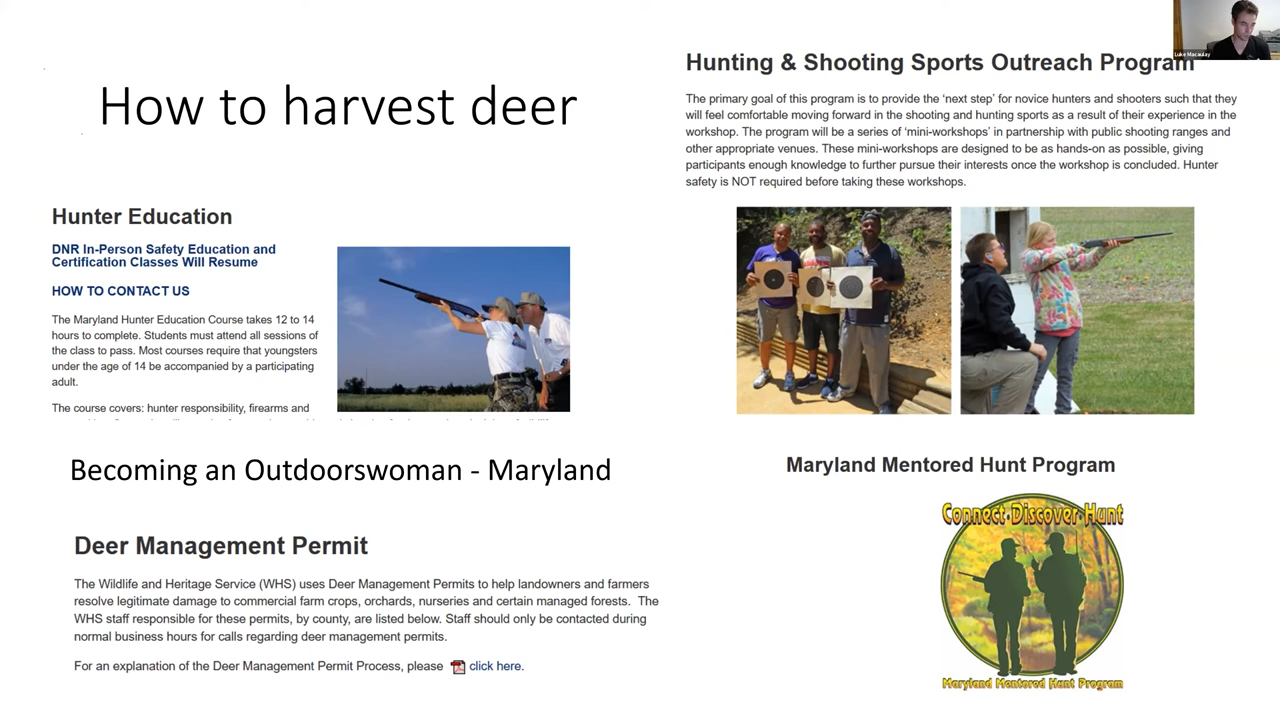 How to harvest deer
Hunter Education
DNR In-Person Safety Education and
Certification Classes Will Resume
HOW TO CONTACT US
The Maryland Hunter Education Course takes 12 to 14
hours to complete. Students must attend all sessions of
the class to pass. Most courses require that youngsters
under the age of 14 be accompanied by a participating
adult.
The course covers: hunter responsibility, firearms and
Becoming an Outdoorswoman - Maryland
Deer Management Permit
The Wildlife and Heritage Service (WHS) uses Deer Management Permits to help landowners and farmers
resolve legitimate damage to commercial farm crops, orchards, nurseries and certain managed forests. The
WHS staff responsible for these permits, by county, are listed below. Staff should only be contacted during
normal business hours for calls regarding deer management permits.
For an explanation of the Deer Management Permit Process, please click here.
Luke Macaulay
Hunting & Shooting Sports Outreach Program
The primary goal of this program is to provide the 'next step' for novice hunters and shooters such that they
will feel comfortable moving forward in the shooting and hunting sports as a result of their experience in the
workshop. The program will be a series of 'mini-workshops' in partnership with public shooting ranges and
other appropriate venues. These mini-workshops are designed to be as hands-on as possible, giving
participants enough knowledge to further pursue their interests once the workshop is concluded. Hunter
safety is NOT required before taking these workshops.
Maryland Mentored Hunt Program
Connect·Discover·Hunt
Maryland Mentored Hunt Program